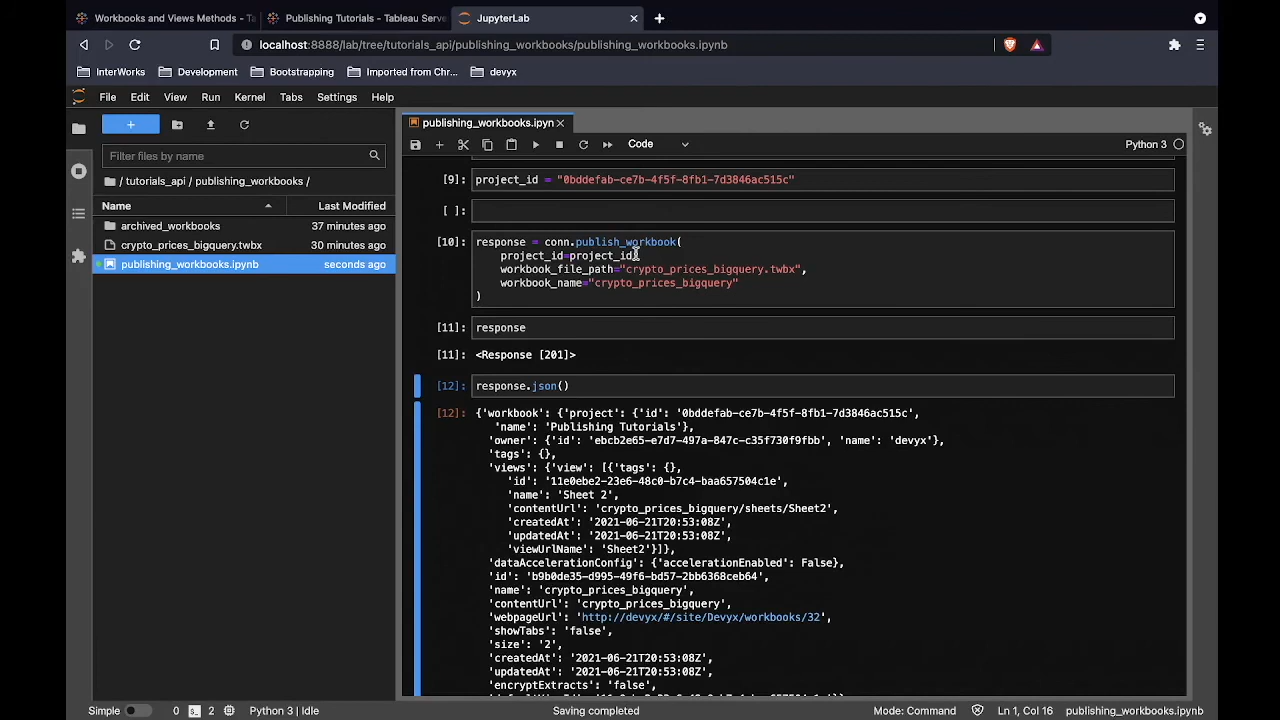 Workbooks and Views Methods -
Publishing Tutorials - Tableau Serve
JupyterLab
localhost:8888/lab/tree/tutorials_api/publishing_workbooks/publishing_workbooks.ipynb
InterWorks
Development
Bootstrapping
Imported from Chr...
devyx
File
Edit
View
Run
Kernel
Tabs
Settings
Help
publishing_workbooks.ipyn
Filter files by name
Code
Python 3
/ tutorials_api / publishing_workbooks /
Name
Last Modified
archived_workbooks 37 minutes ago
crypto_prices_bigquery.twbx 30 minutes ago
publishing_workbooks.ipynb seconds ago
[9]: project_id = "0bddefab-ce7b-4f5f-8fb1-7d3846ac515c"
[ ]:
[10]: response = conn.publish_workbook(
project_id=project_id
workbook_file_path="crypto_prices_bigquery.twbx",
workbook_name="crypto_prices_bigquery"
)
[11]: response
[11]: <Response [201]>
[12]: response.json()
[12]: {'workbook': {'project': {'id': '0bddefab-ce7b-4f5f-8fb1-7d3846ac515c',
'name': 'Publishing Tutorials'},
'owner': {'id': 'ebcb2e65-e7d7-497a-847c-c35f730f9fbb', 'name': 'devyx'},
'tags': {},
'views': {'view': [{'tags': {},
'id': '11e0ebe2-23e6-48c0-b7c4-baa657504c1e',
'name': 'Sheet 2',
'contentUrl': 'crypto_prices_bigquery/sheets/Sheet2',
'createdAt': '2021-06-21T20:53:08Z',
'updatedAt': '2021-06-21T20:53:08Z',
'viewUrlName': 'Sheet2'}]},
'dataAccelerationConfig': {'accelerationEnabled': False},
'id': 'b9b0de35-d995-49f6-bd57-2bb6368ceb64',
'name': 'crypto_prices_bigquery',
'contentUrl': 'crypto_prices_bigquery',
'webpageUrl': 'http://devyx/#/site/Devyx/workbooks/32',
'showTabs': 'false',
'size': '2',
'createdAt': '2021-06-21T20:53:08Z',
'updatedAt': '2021-06-21T20:53:08Z',
'encryptExtracts': 'false',
Simple
0
2
Python 3 | Idle
Saving completed
Mode: Command
Ln 1, Col 16
publishing_workbooks.ipynb